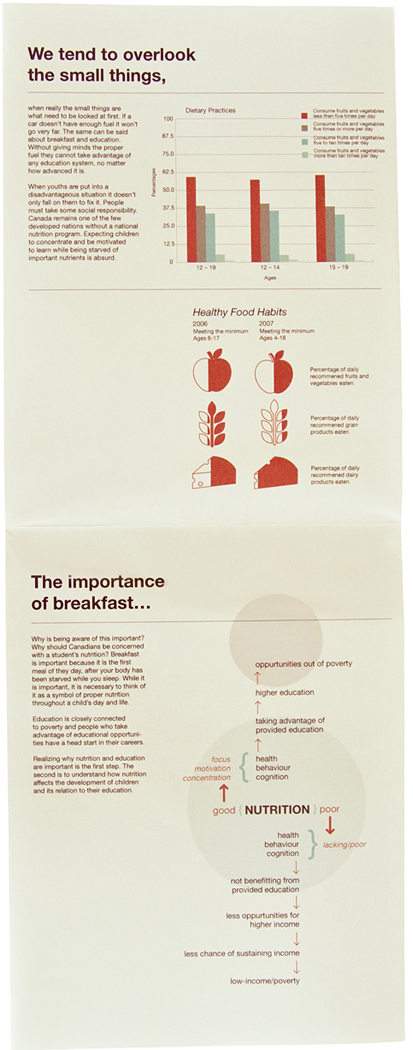 We tend to overlook
the small things,
when really the small things are
what need to be looked at first. If a
car doesn't have enough fuel it won't
go very far. The same can be said
about breakfast and education.
Without giving minds the proper
fuel they cannot take advantage of
any education system, no matter
how advanced it is.
When youths are put into a
disadvantageous situation it doesn't
only fall on them to fix it. People
must take some social responsibility.
Canada remains one of the few
developed nations without a national
nutrition program. Expecting children
to concentrate and be motivated
to learn while being starved of
important nutrients is absurd.
Dietary Practices
Consume fruits and vegetables
less than five times per day
Consume fruits and vegetables
five times or more per day
Consume fruits and vegetables
five to ten times per day
Consume fruits and vegetables
more than ten times per day
Percentages
100
87.5
75.0
62.5
50.0
37.5
25.0
12.5
0
12 – 19
12 – 14
15 – 19
Ages
Healthy Food Habits
2006
Meeting the minimum
Ages 6-17
2007
Meeting the minimum
Ages 4-18
Percentage of daily
recommened fruits and
vegetables eaten.
Percentage of daily
recommened grain
products eaten.
Percentage of daily
recommened dairy
products eaten.
The importance
of breakfast...
Why is being aware of this important?
Why should Canadians be concerned
with a student's nutrition? Breakfast
is important because it is the first
meal of they day, after your body has
been starved while you sleep. While it
is important, it is necessary to think of
it as a symbol of proper nutrition
throughout a child's day and life.
Education is closely connected
to poverty and people who take
advantage of educational opportuni-
ties have a head start in their careers.
Realizing why nutrition and education
are important is the first step. The
second is to understand how nutrition
affects the development of children
and its relation to their education.
oppurtunities out of poverty
↑
higher education
↑
taking advantage of
provided education
↑
focus
motivation
concentration
{
health
behaviour
cognition
↑
good { NUTRITION } poor
↓
health
behaviour
cognition
}
lacking/poor
↓
not benefitting from
provided education
↓
less oppurtunities for
higher income
↓
less chance of sustaining income
↓
low-income/poverty